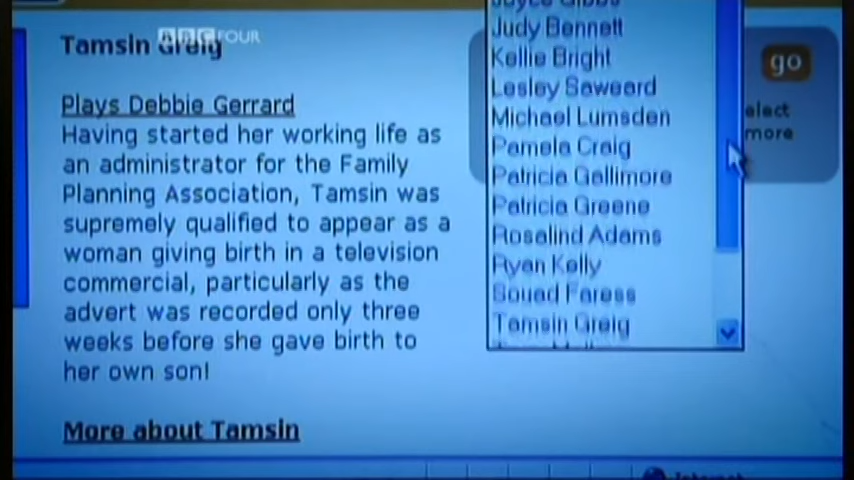 BBC FOUR
Tamsin Greig
Plays Debbie Gerrard
Having started her working life as
an administrator for the Family
Planning Association, Tamsin was
supremely qualified to appear as a
woman giving birth in a television
commercial, particularly as the
advert was recorded only three
weeks before she gave birth to
her own son!
More about Tamsin
Joyce Gibbs
Judy Bennett
Kellie Bright
Lesley Saweard
Michael Lumsden
Pamela Craig
Patricia Gallimore
Patricia Greene
Rosalind Adams
Ryan Kelly
Souad Faress
Tamsin Greig
go
elect
more
Internet